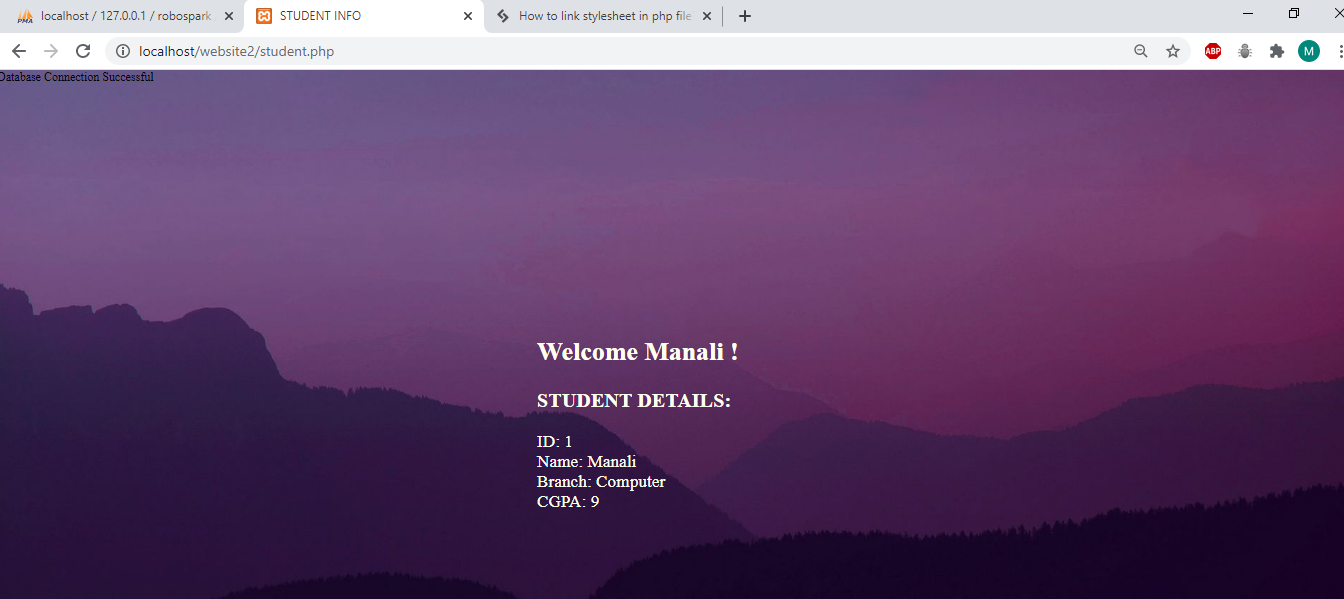 PMA localhost / 127.0.0.1 / robospark STUDENT INFO How to link stylesheet in php file
localhost/website2/student.php ABP M
Database Connection Successful
Welcome Manali !
STUDENT DETAILS:
ID: 1
Name: Manali
Branch: Computer
CGPA: 9